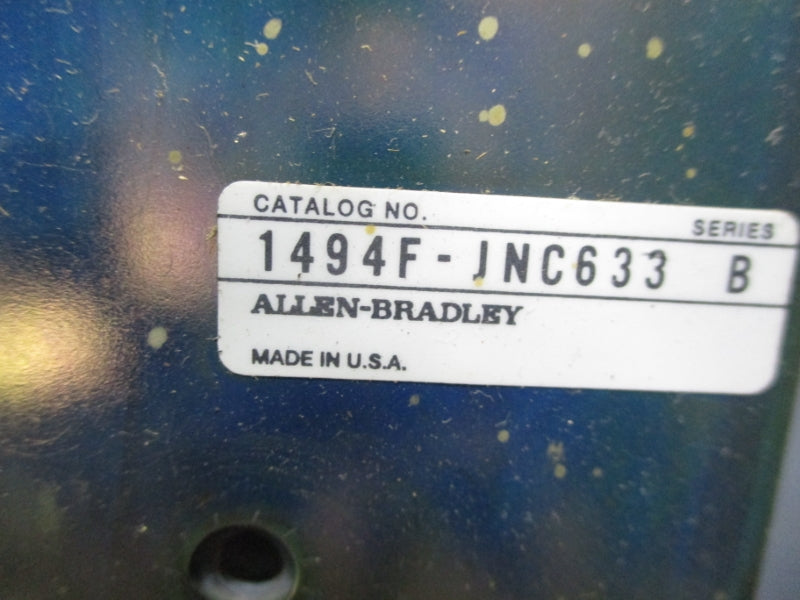 CATALOG NO. SERIES
1494F-JNC633 B
ALLEN-BRADLEY
MADE IN U.S.A.